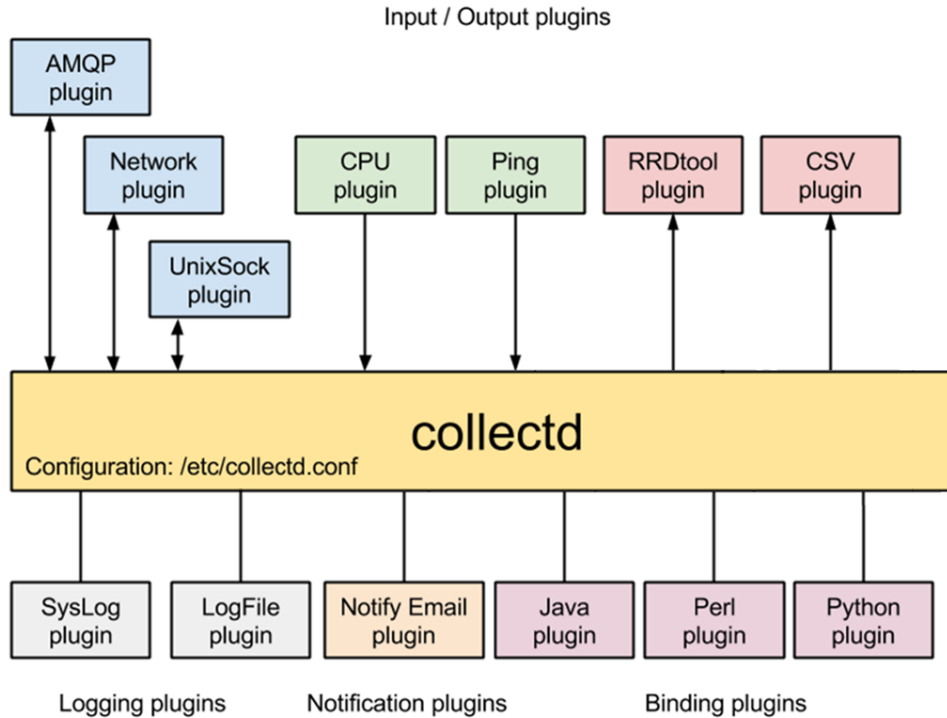 Input / Output plugins
AMQP
plugin
Network
plugin
UnixSock
plugin
CPU
plugin
Ping
plugin
RRDtool
plugin
CSV
plugin
collectd
Configuration: /etc/collectd.conf
SysLog
plugin
LogFile
plugin
Notify Email
plugin
Java
plugin
Perl
plugin
Python
plugin
Logging plugins
Notification plugins
Binding plugins